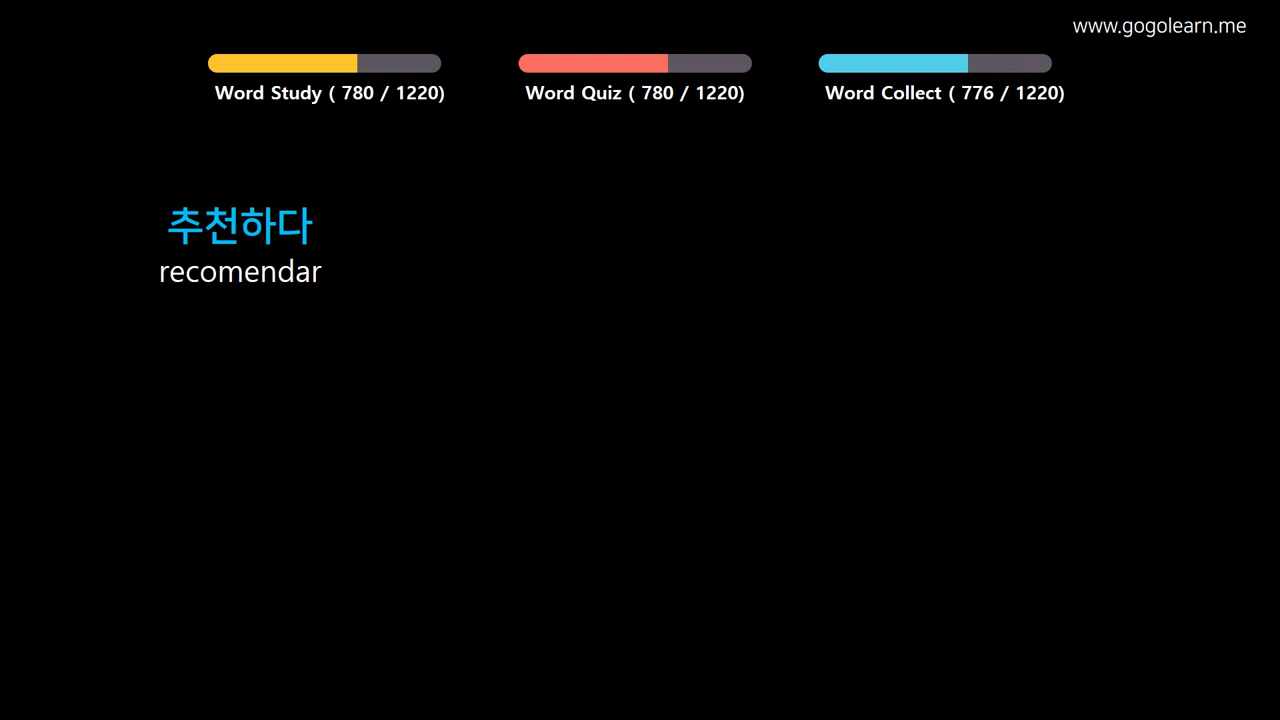 www.gogolearn.me
Word Study ( 780 / 1220)
Word Quiz ( 780 / 1220)
Word Collect ( 776 / 1220)
추천하다
recomendar